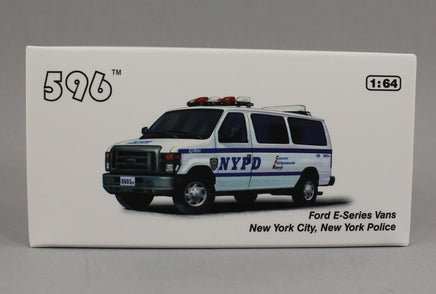 596™
1:64
NYPD
Ford E-Series Vans
New York City, New York Police